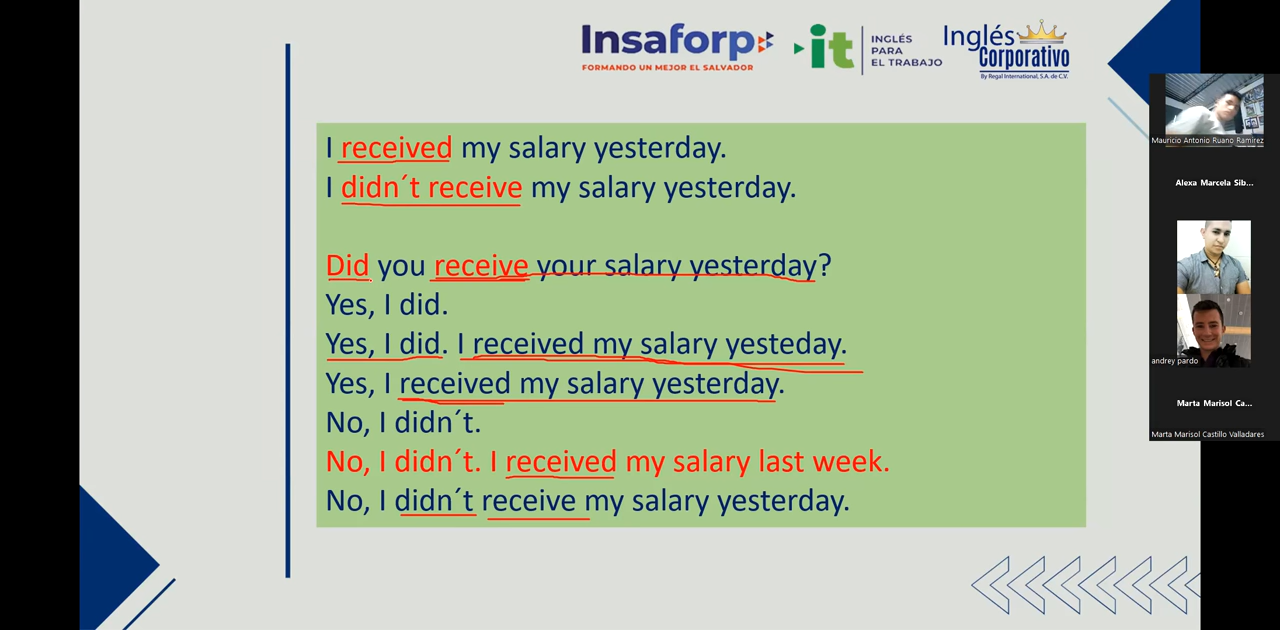 Insaforp
FORMANDO UN MEJOR EL SALVADOR
it
INGLÉS
PARA
EL TRABAJO
Inglés
Corporativo
By Regal International, S.A. de C.V.
I received my salary yesterday.
I didn´t receive my salary yesterday.
Did you receive your salary yesterday?
Yes, I did.
Yes, I did. I received my salary yesteday.
Yes, I received my salary yesterday.
No, I didn´t.
No, I didn´t. I received my salary last week.
No, I didn´t receive my salary yesterday.
Mauricio Antonio Ruano Ramirez
Alexa Marcela Sib...
andrey pardo
Marta Marisol Ca...
Marta Marisol Castillo Valladares